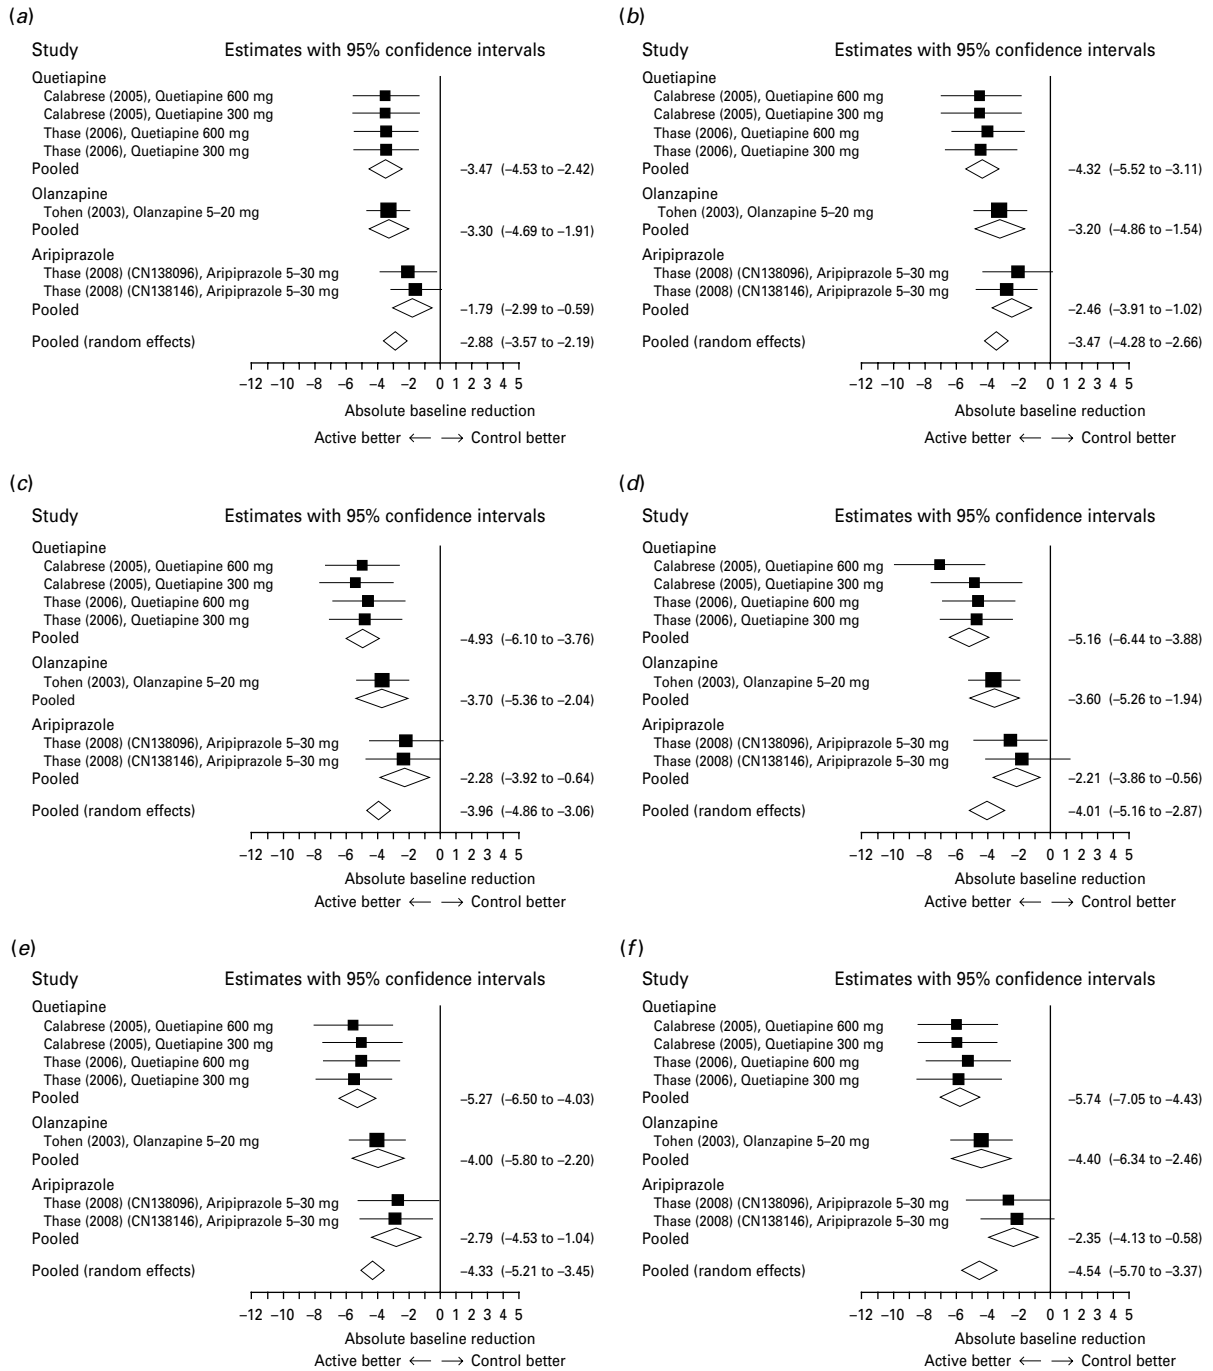 (a)
Study Estimates with 95% confidence intervals
Quetiapine
Calabrese (2005), Quetiapine 600 mg
Calabrese (2005), Quetiapine 300 mg
Thase (2006), Quetiapine 600 mg
Thase (2006), Quetiapine 300 mg
Pooled −3.47 (−4.53 to −2.42)
Olanzapine
Tohen (2003), Olanzapine 5–20 mg
Pooled −3.30 (−4.69 to −1.91)
Aripiprazole
Thase (2008) (CN138096), Aripiprazole 5–30 mg
Thase (2008) (CN138146), Aripiprazole 5–30 mg
Pooled −1.79 (−2.99 to −0.59)
Pooled (random effects) −2.88 (−3.57 to −2.19)
−12 −10 −8 −6 −4 −2 0 1 2 3 4 5
Absolute baseline reduction
Active better ← → Control better
(b)
Study Estimates with 95% confidence intervals
Quetiapine
Calabrese (2005), Quetiapine 600 mg
Calabrese (2005), Quetiapine 300 mg
Thase (2006), Quetiapine 600 mg
Thase (2006), Quetiapine 300 mg
Pooled −4.32 (−5.52 to −3.11)
Olanzapine
Tohen (2003), Olanzapine 5–20 mg
Pooled −3.20 (−4.86 to −1.54)
Aripiprazole
Thase (2008) (CN138096), Aripiprazole 5–30 mg
Thase (2008) (CN138146), Aripiprazole 5–30 mg
Pooled −2.46 (−3.91 to −1.02)
Pooled (random effects) −3.47 (−4.28 to −2.66)
−12 −10 −8 −6 −4 −2 0 1 2 3 4 5
Absolute baseline reduction
Active better ← → Control better
(c)
Study Estimates with 95% confidence intervals
Quetiapine
Calabrese (2005), Quetiapine 600 mg
Calabrese (2005), Quetiapine 300 mg
Thase (2006), Quetiapine 600 mg
Thase (2006), Quetiapine 300 mg
Pooled −4.93 (−6.10 to −3.76)
Olanzapine
Tohen (2003), Olanzapine 5–20 mg
Pooled −3.70 (−5.36 to −2.04)
Aripiprazole
Thase (2008) (CN138096), Aripiprazole 5–30 mg
Thase (2008) (CN138146), Aripiprazole 5–30 mg
Pooled −2.28 (−3.92 to −0.64)
Pooled (random effects) −3.96 (−4.86 to −3.06)
−12 −10 −8 −6 −4 −2 0 1 2 3 4 5
Absolute baseline reduction
Active better ← → Control better
(d)
Study Estimates with 95% confidence intervals
Quetiapine
Calabrese (2005), Quetiapine 600 mg
Calabrese (2005), Quetiapine 300 mg
Thase (2006), Quetiapine 600 mg
Thase (2006), Quetiapine 300 mg
Pooled −5.16 (−6.44 to −3.88)
Olanzapine
Tohen (2003), Olanzapine 5–20 mg
Pooled −3.60 (−5.26 to −1.94)
Aripiprazole
Thase (2008) (CN138096), Aripiprazole 5–30 mg
Thase (2008) (CN138146), Aripiprazole 5–30 mg
Pooled −2.21 (−3.86 to −0.56)
Pooled (random effects) −4.01 (−5.16 to −2.87)
−12 −10 −8 −6 −4 −2 0 1 2 3 4 5
Absolute baseline reduction
Active better ← → Control better
(e)
Study Estimates with 95% confidence intervals
Quetiapine
Calabrese (2005), Quetiapine 600 mg
Calabrese (2005), Quetiapine 300 mg
Thase (2006), Quetiapine 600 mg
Thase (2006), Quetiapine 300 mg
Pooled −5.27 (−6.50 to −4.03)
Olanzapine
Tohen (2003), Olanzapine 5–20 mg
Pooled −4.00 (−5.80 to −2.20)
Aripiprazole
Thase (2008) (CN138096), Aripiprazole 5–30 mg
Thase (2008) (CN138146), Aripiprazole 5–30 mg
Pooled −2.79 (−4.53 to −1.04)
Pooled (random effects) −4.33 (−5.21 to −3.45)
−12 −10 −8 −6 −4 −2 0 1 2 3 4 5
Absolute baseline reduction
Active better ← → Control better
(f)
Study Estimates with 95% confidence intervals
Quetiapine
Calabrese (2005), Quetiapine 600 mg
Calabrese (2005), Quetiapine 300 mg
Thase (2006), Quetiapine 600 mg
Thase (2006), Quetiapine 300 mg
Pooled −5.74 (−7.05 to −4.43)
Olanzapine
Tohen (2003), Olanzapine 5–20 mg
Pooled −4.40 (−6.34 to −2.46)
Aripiprazole
Thase (2008) (CN138096), Aripiprazole 5–30 mg
Thase (2008) (CN138146), Aripiprazole 5–30 mg
Pooled −2.35 (−4.13 to −0.58)
Pooled (random effects) −4.54 (−5.70 to −3.37)
−12 −10 −8 −6 −4 −2 0 1 2 3 4 5
Absolute baseline reduction
Active better ← → Control better